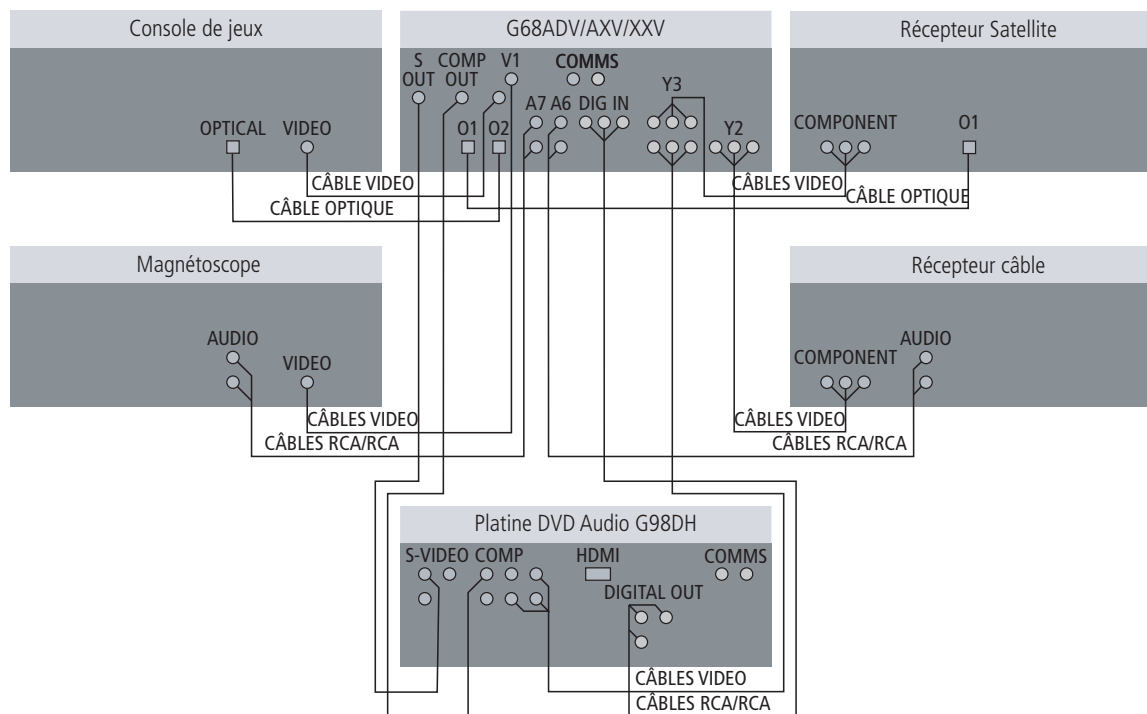 Console de jeux
OPTICAL VIDEO
CÂBLE VIDEO
CÂBLE OPTIQUE
G68ADV/AXV/XXV
S OUT
COMP OUT
V1
COMMS
A7 A6 DIG IN
Y3
O1 O2
Y2
Récepteur Satellite
COMPONENT
O1
CÂBLES VIDEO
CÂBLE OPTIQUE
Magnétoscope
AUDIO
VIDEO
CÂBLES VIDEO
CÂBLES RCA/RCA
Récepteur câble
AUDIO
COMPONENT
CÂBLES VIDEO
CÂBLES RCA/RCA
Platine DVD Audio G98DH
S-VIDEO COMP HDMI COMMS
DIGITAL OUT
CÂBLES VIDEO
CÂBLES RCA/RCA